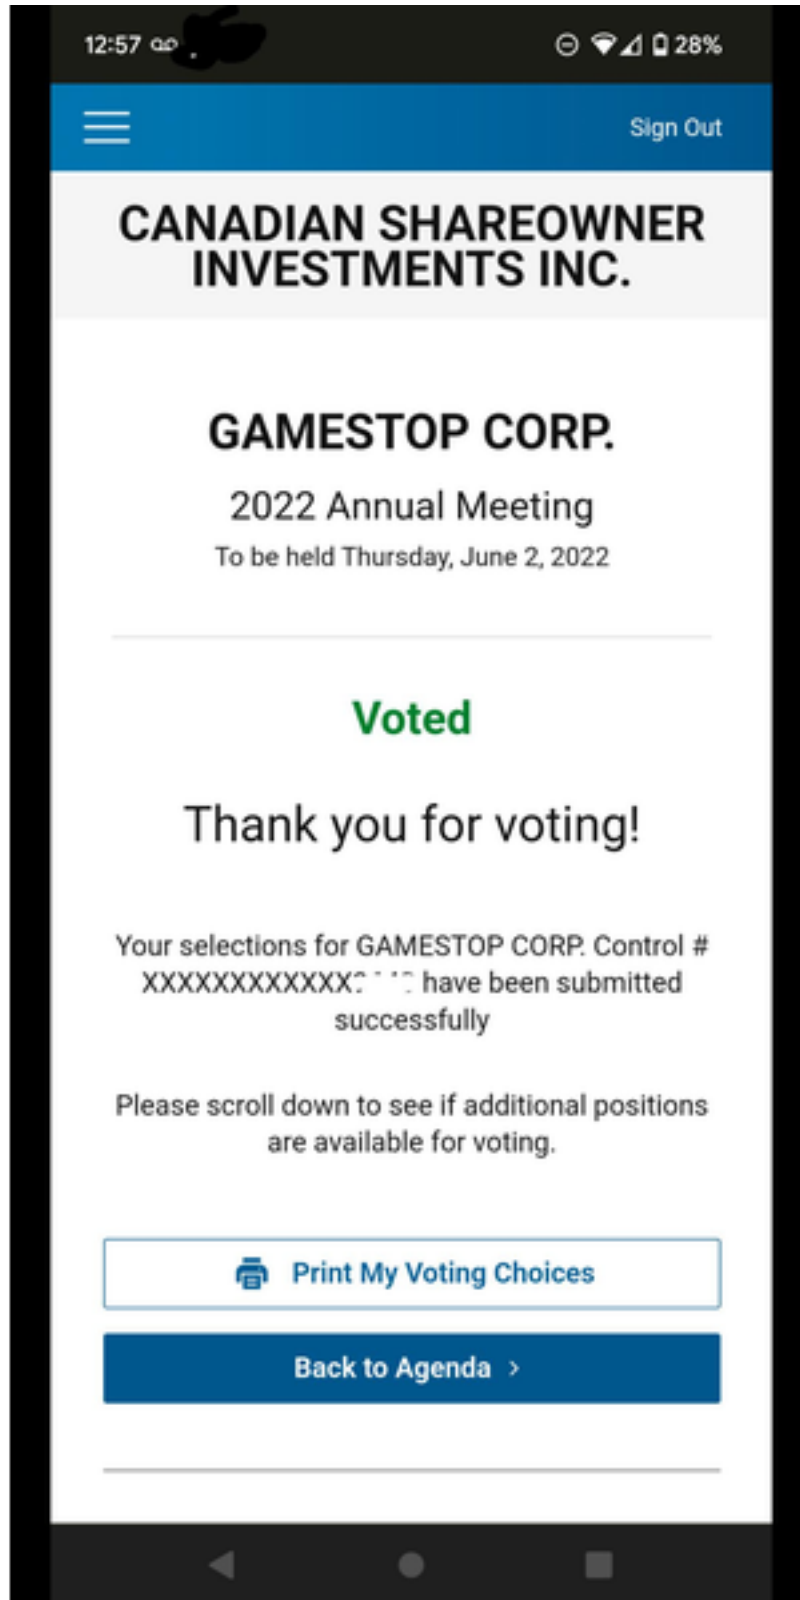 12:57
28%
Sign Out
CANADIAN SHAREOWNER
INVESTMENTS INC.
GAMESTOP CORP.
2022 Annual Meeting
To be held Thursday, June 2, 2022
Voted
Thank you for voting!
Your selections for GAMESTOP CORP. Control #
XXXXXXXXXXXX have been submitted
successfully
Please scroll down to see if additional positions
are available for voting.
Print My Voting Choices
Back to Agenda >